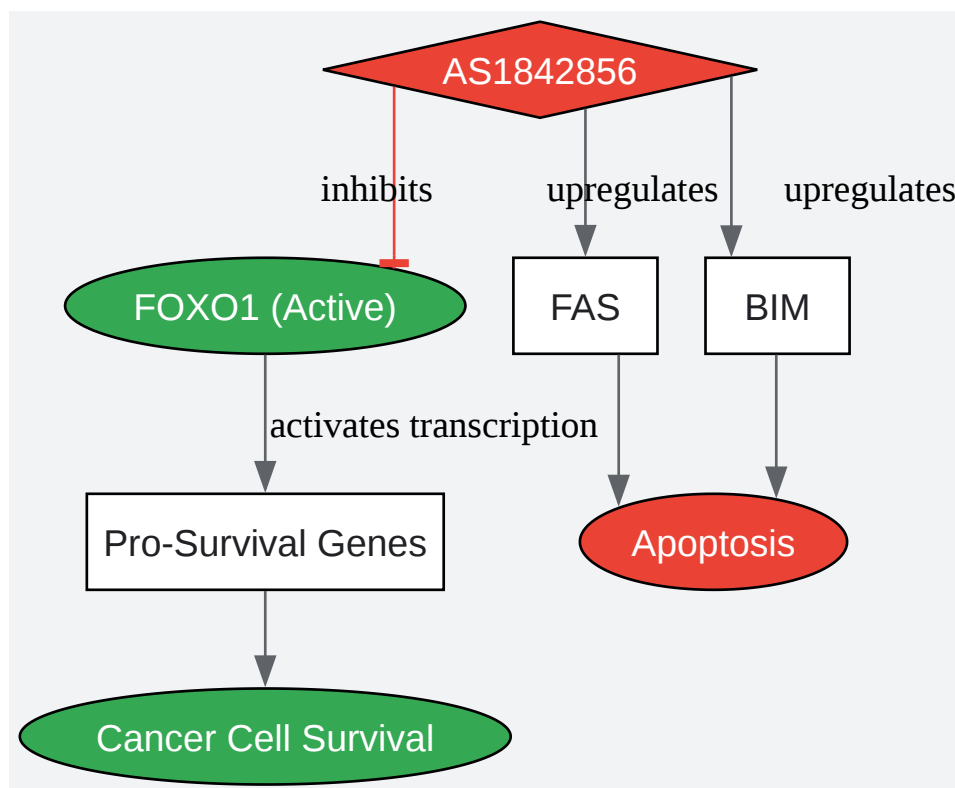 AS1842856
inhibits
upregulates
upregulates
FOXO1 (Active)
FAS
BIM
activates transcription
Pro-Survival Genes
Apoptosis
Cancer Cell Survival